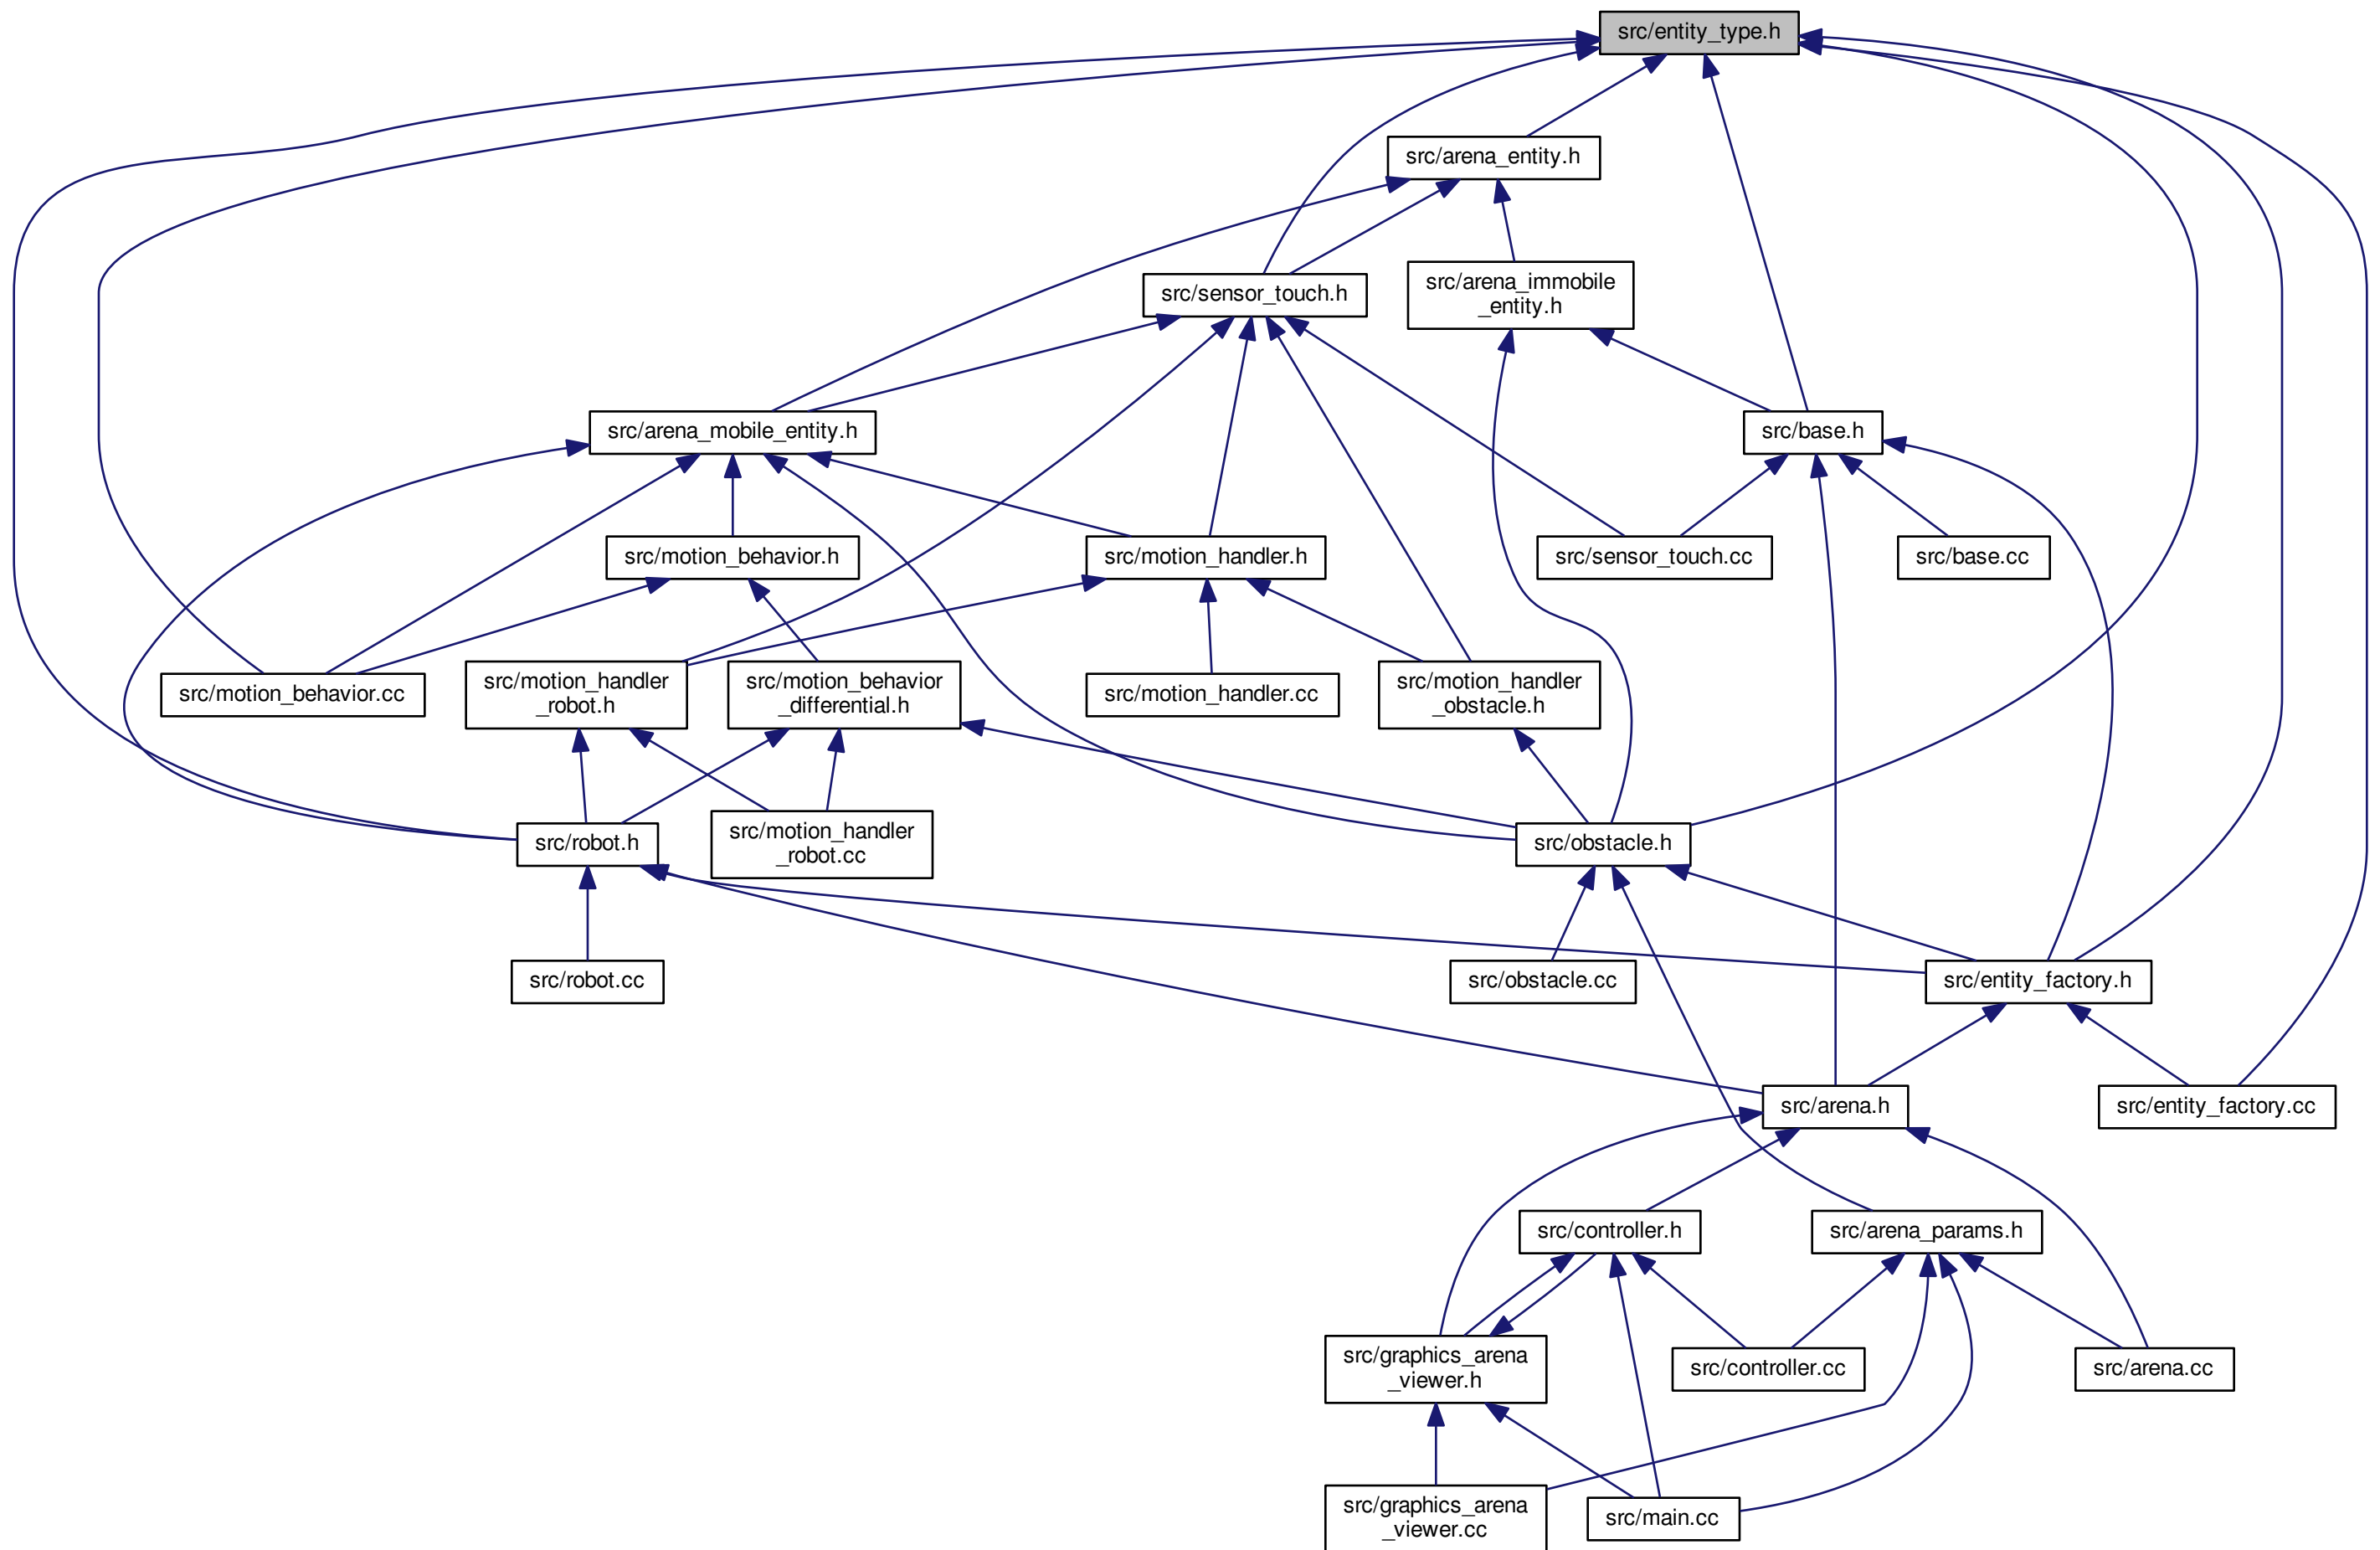 src/entity_type.h
src/arena_entity.h
src/sensor_touch.h
src/arena_immobile
_entity.h
src/arena_mobile_entity.h
src/base.h
src/motion_behavior.h
src/motion_handler.h
src/sensor_touch.cc
src/base.cc
src/motion_behavior.cc
src/motion_handler
_robot.h
src/motion_behavior
_differential.h
src/motion_handler.cc
src/motion_handler
_obstacle.h
src/robot.h
src/motion_handler
_robot.cc
src/obstacle.h
src/robot.cc
src/obstacle.cc
src/entity_factory.h
src/arena.h
src/entity_factory.cc
src/controller.h
src/arena_params.h
src/graphics_arena
_viewer.h
src/controller.cc
src/arena.cc
src/graphics_arena
_viewer.cc
src/main.cc